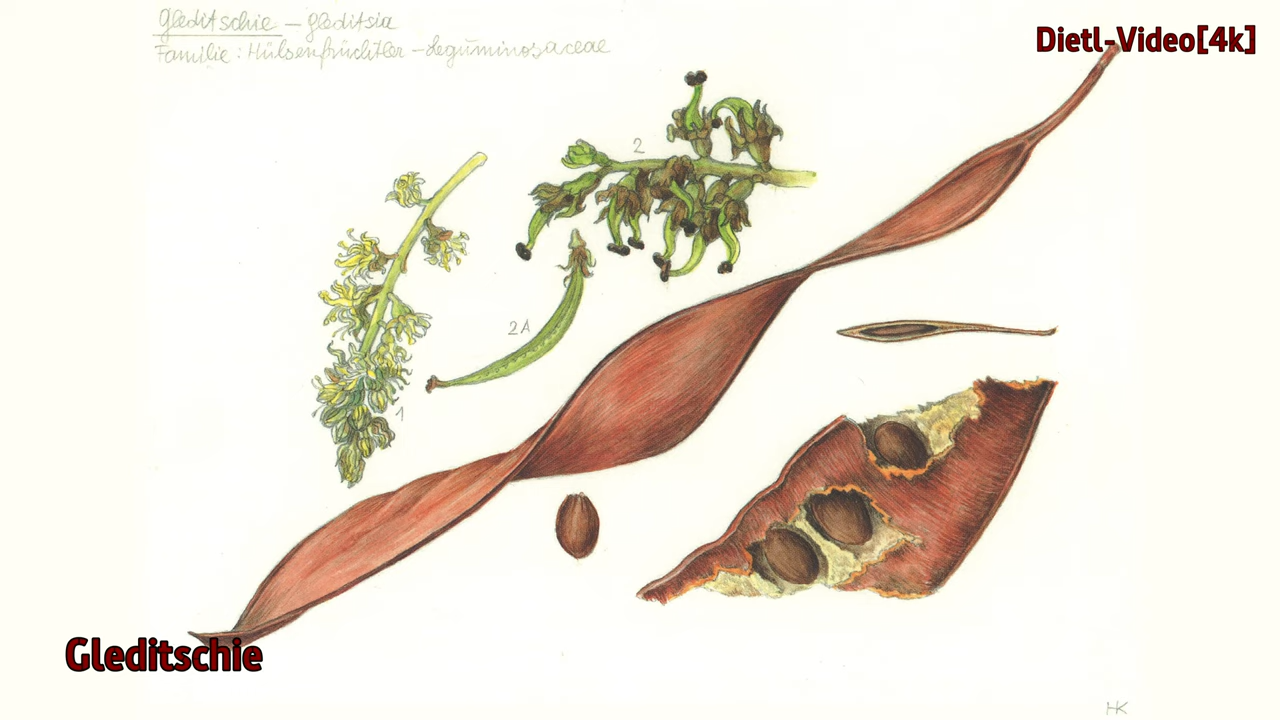 Gleditschie – gleditsia
Familie: Hülsenfrüchtler – Leguminosaceae
Dietl-Video[4k]
2
2A
1
Gleditschie
HK